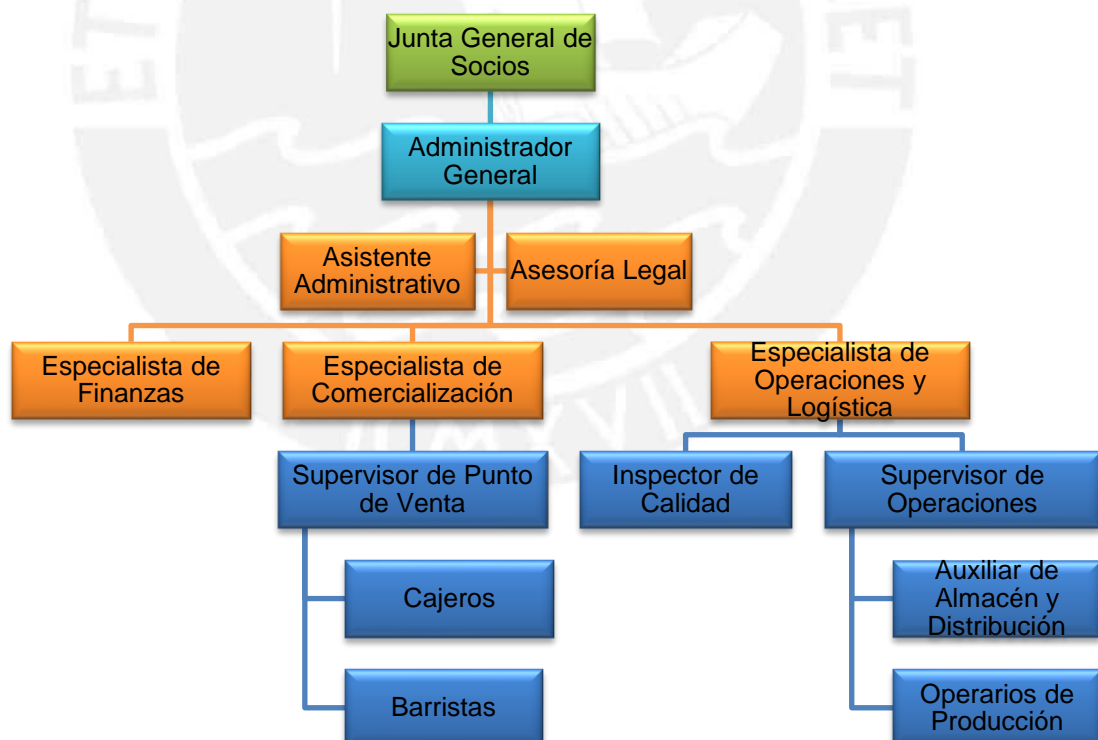 Junta General de
Socios
Administrador
General
Asistente
Administrativo
Asesoría Legal
Especialista de
Finanzas
Especialista de
Comercialización
Especialista de
Operaciones y
Logística
Supervisor de Punto
de Venta
Inspector de
Calidad
Supervisor de
Operaciones
Cajeros
Auxiliar de
Almacén y
Distribución
Barristas
Operarios de
Producción